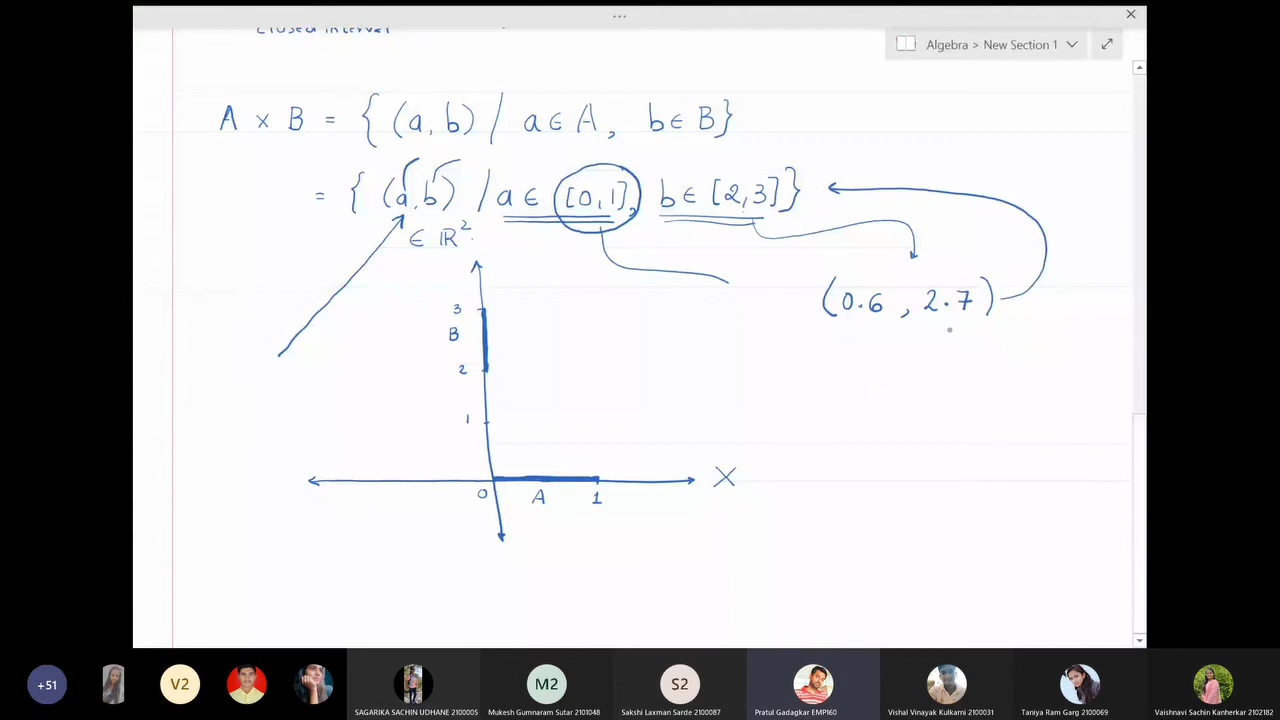 closed interval
Algebra > New Section 1
A × B = { (a, b) / a ∈ A, b ∈ B}
= { (a, b) / a ∈ [0, 1], b ∈ [2, 3]}
∈ ℝ².
(0.6 , 2.7)
3
B
2
1
X
0 A 1
+51
V2
M2
S2
SAGARIKA SACHIN UDHANE 2100005
Mukesh Gumnaram Sutar 2101048
Sakshi Laxman Sarde 2100087
Pratul Gadagkar EMP160
Vishal Vinayak Kulkarni 2100031
Taniya Ram Garg 2100069
Vaishnavi Sachin Kanherkar 2102182